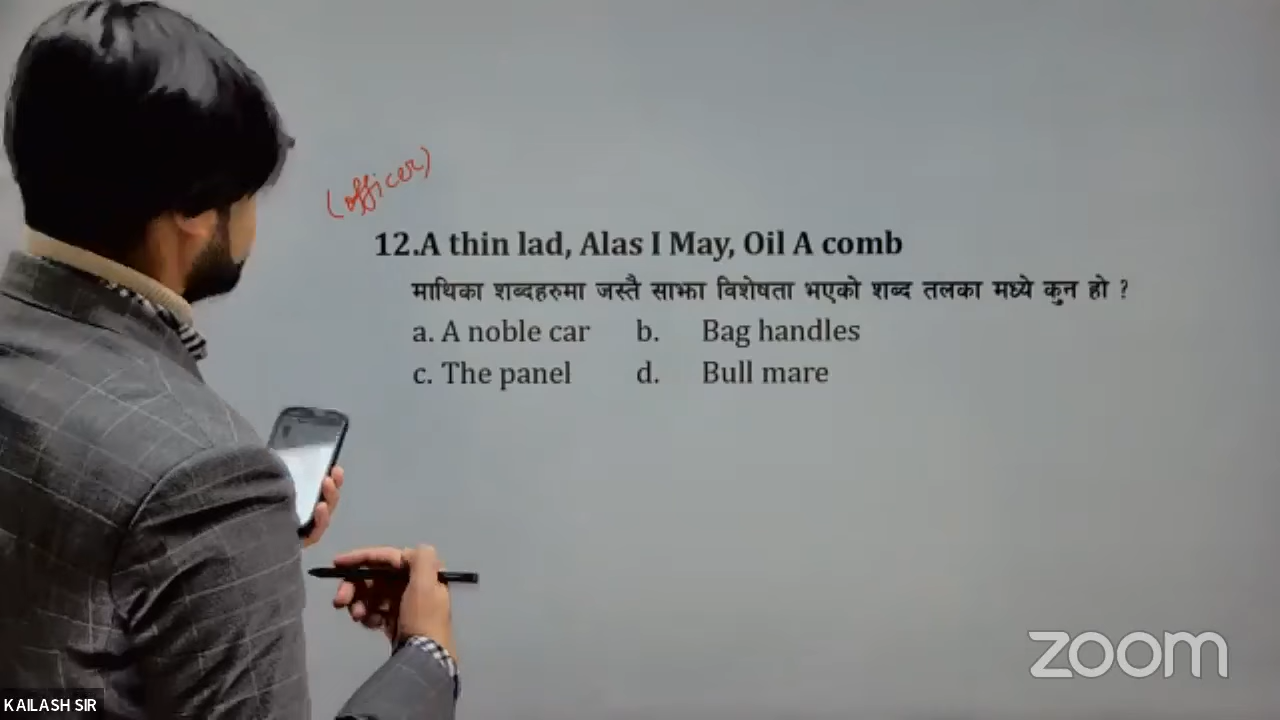 (officer)
12.A thin lad, Alas I May, Oil A comb
माथिका शब्दहरुमा जस्तै साझा विशेषता भएको शब्द तलका मध्ये कुन हो ?
a. A noble car b. Bag handles
c. The panel d. Bull mare
zoom
KAILASH SIR